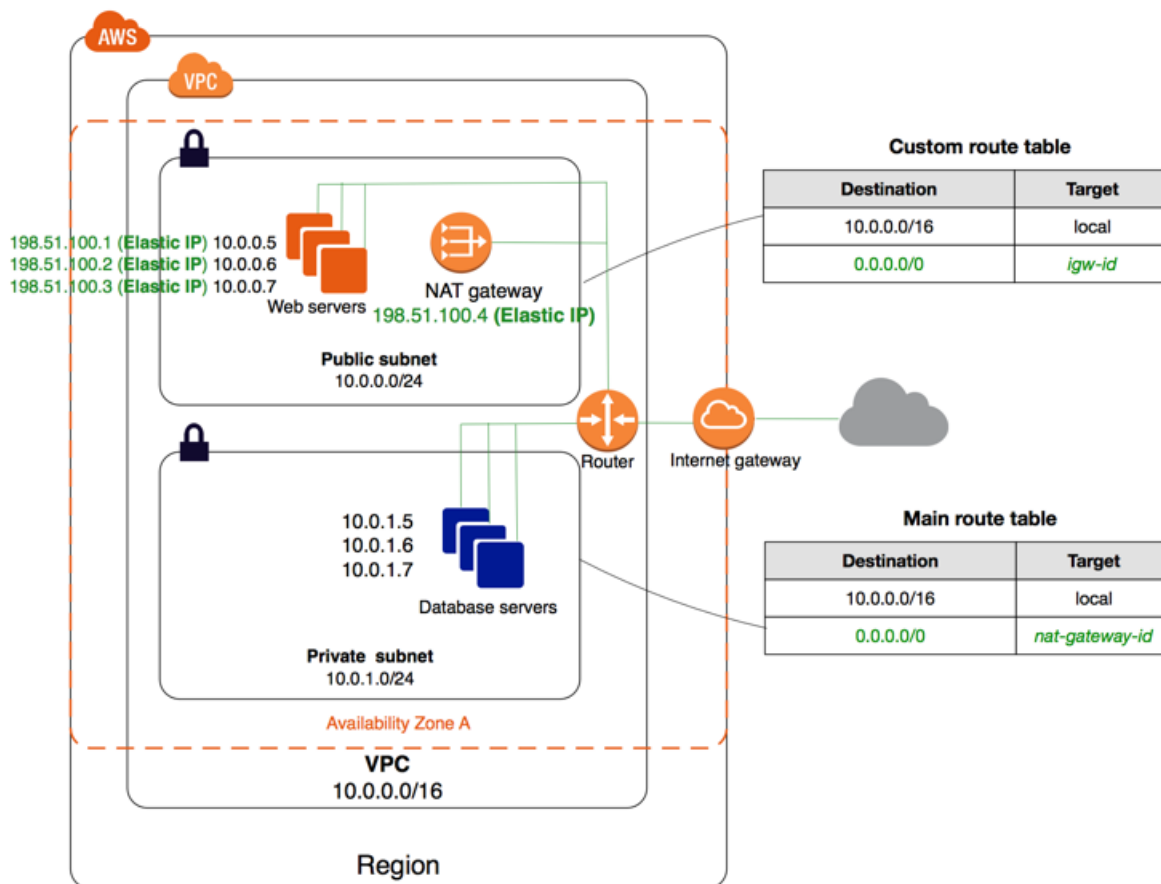 AWS
VPC
198.51.100.1 (Elastic IP) 10.0.0.5
198.51.100.2 (Elastic IP) 10.0.0.6
198.51.100.3 (Elastic IP) 10.0.0.7
Web servers
NAT gateway
198.51.100.4 (Elastic IP)
Public subnet
10.0.0.0/24
Custom route table
Destination Target
10.0.0.0/16 local
0.0.0.0/0 igw-id
Router
Internet gateway
10.0.1.5
10.0.1.6
10.0.1.7
Database servers
Private subnet
10.0.1.0/24
Main route table
Destination Target
10.0.0.0/16 local
0.0.0.0/0 nat-gateway-id
Availability Zone A
VPC
10.0.0.0/16
Region